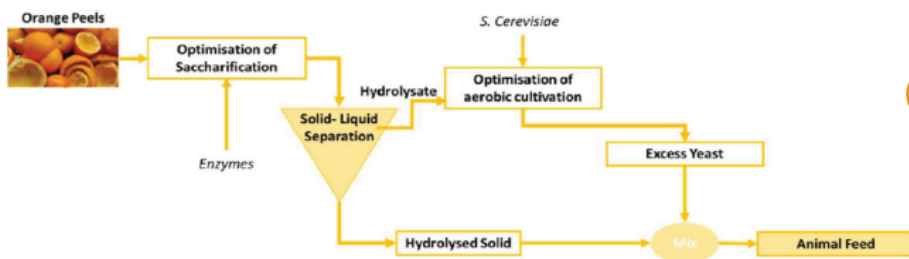 Orange Peels
Optimisation of
Saccharification
Enzymes
Solid- Liquid
Separation
Hydrolysate
S. Cerevisiae
Optimisation of
aerobic cultivation
Excess Yeast
Hydrolysed Solid
Mix
Animal Feed